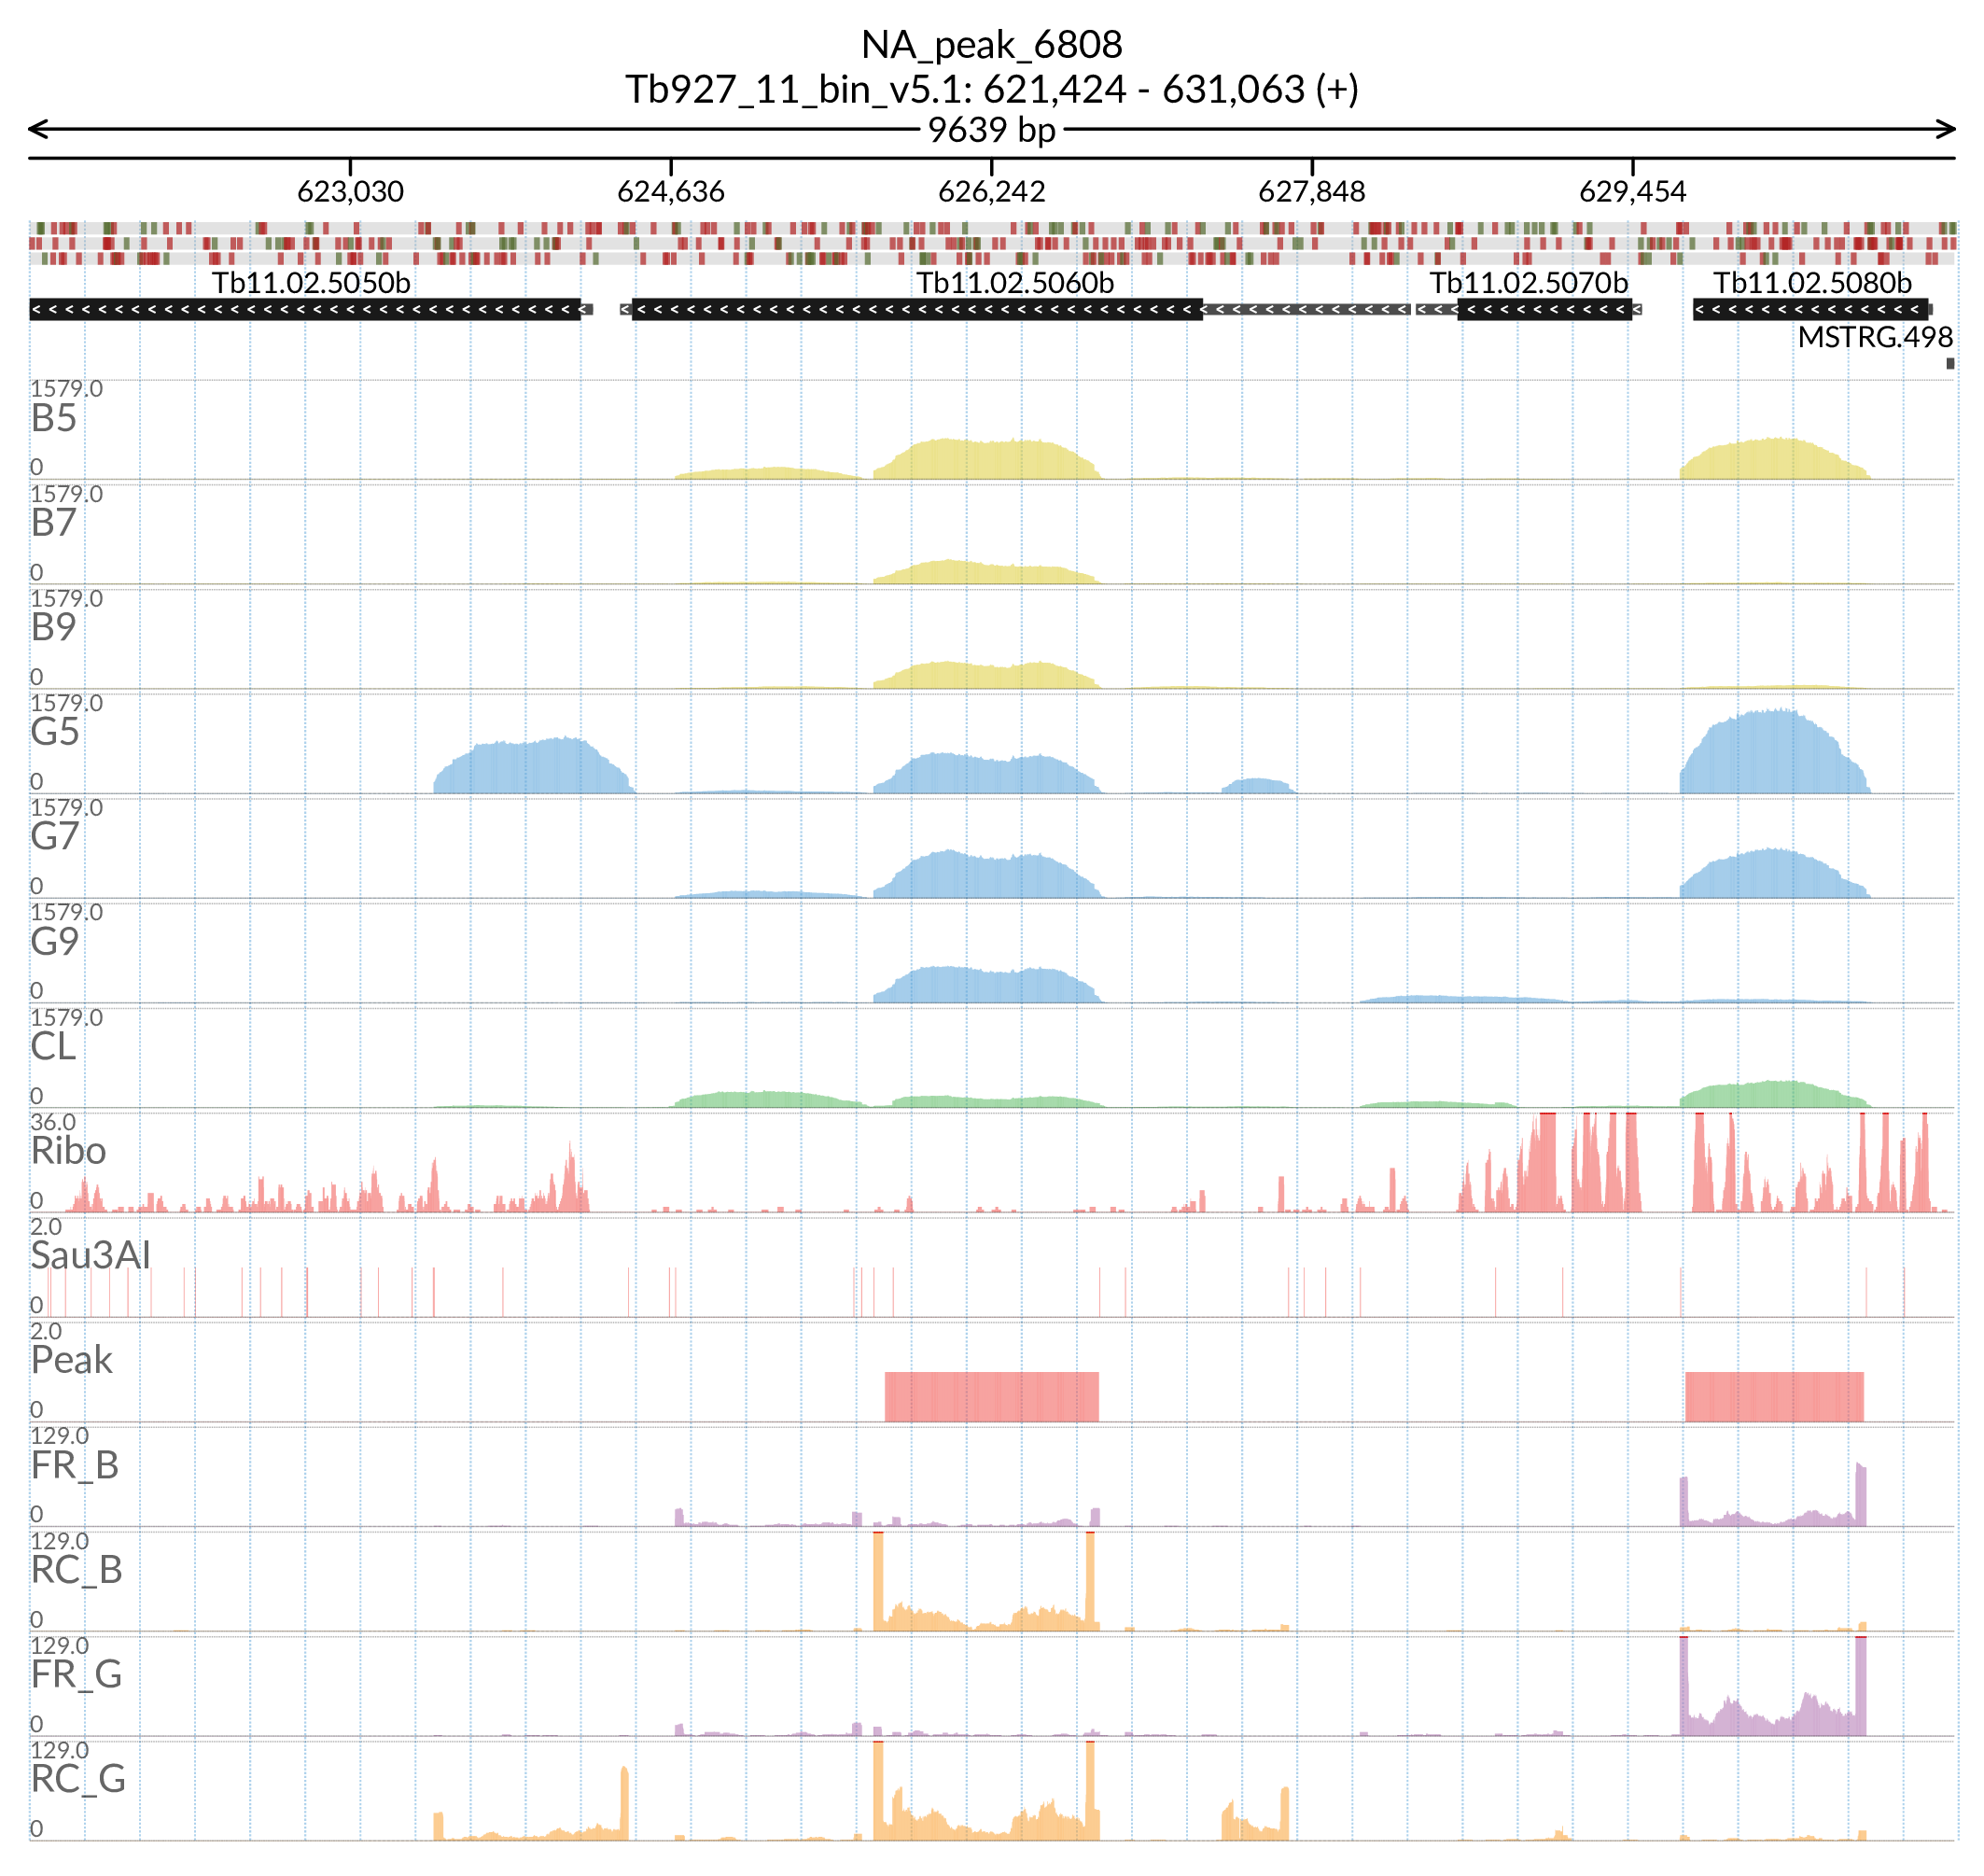 NA_peak_6808
Tb927_11_bin_v5.1: 621,424 - 631,063 (+)
9639 bp
623,030 624,636 626,242 627,848 629,454
Tb11.02.5050b Tb11.02.5060b Tb11.02.5070b Tb11.02.5080b
MSTRG.498
1579.0
B5
0
1579.0
B7
0
1579.0
B9
0
1579.0
G5
0
1579.0
G7
0
1579.0
G9
0
1579.0
CL
0
36.0
Ribo
0
2.0
Sau3AI
0
2.0
Peak
0
129.0
FR_B
0
129.0
RC_B
0
129.0
FR_G
0
129.0
RC_G
0